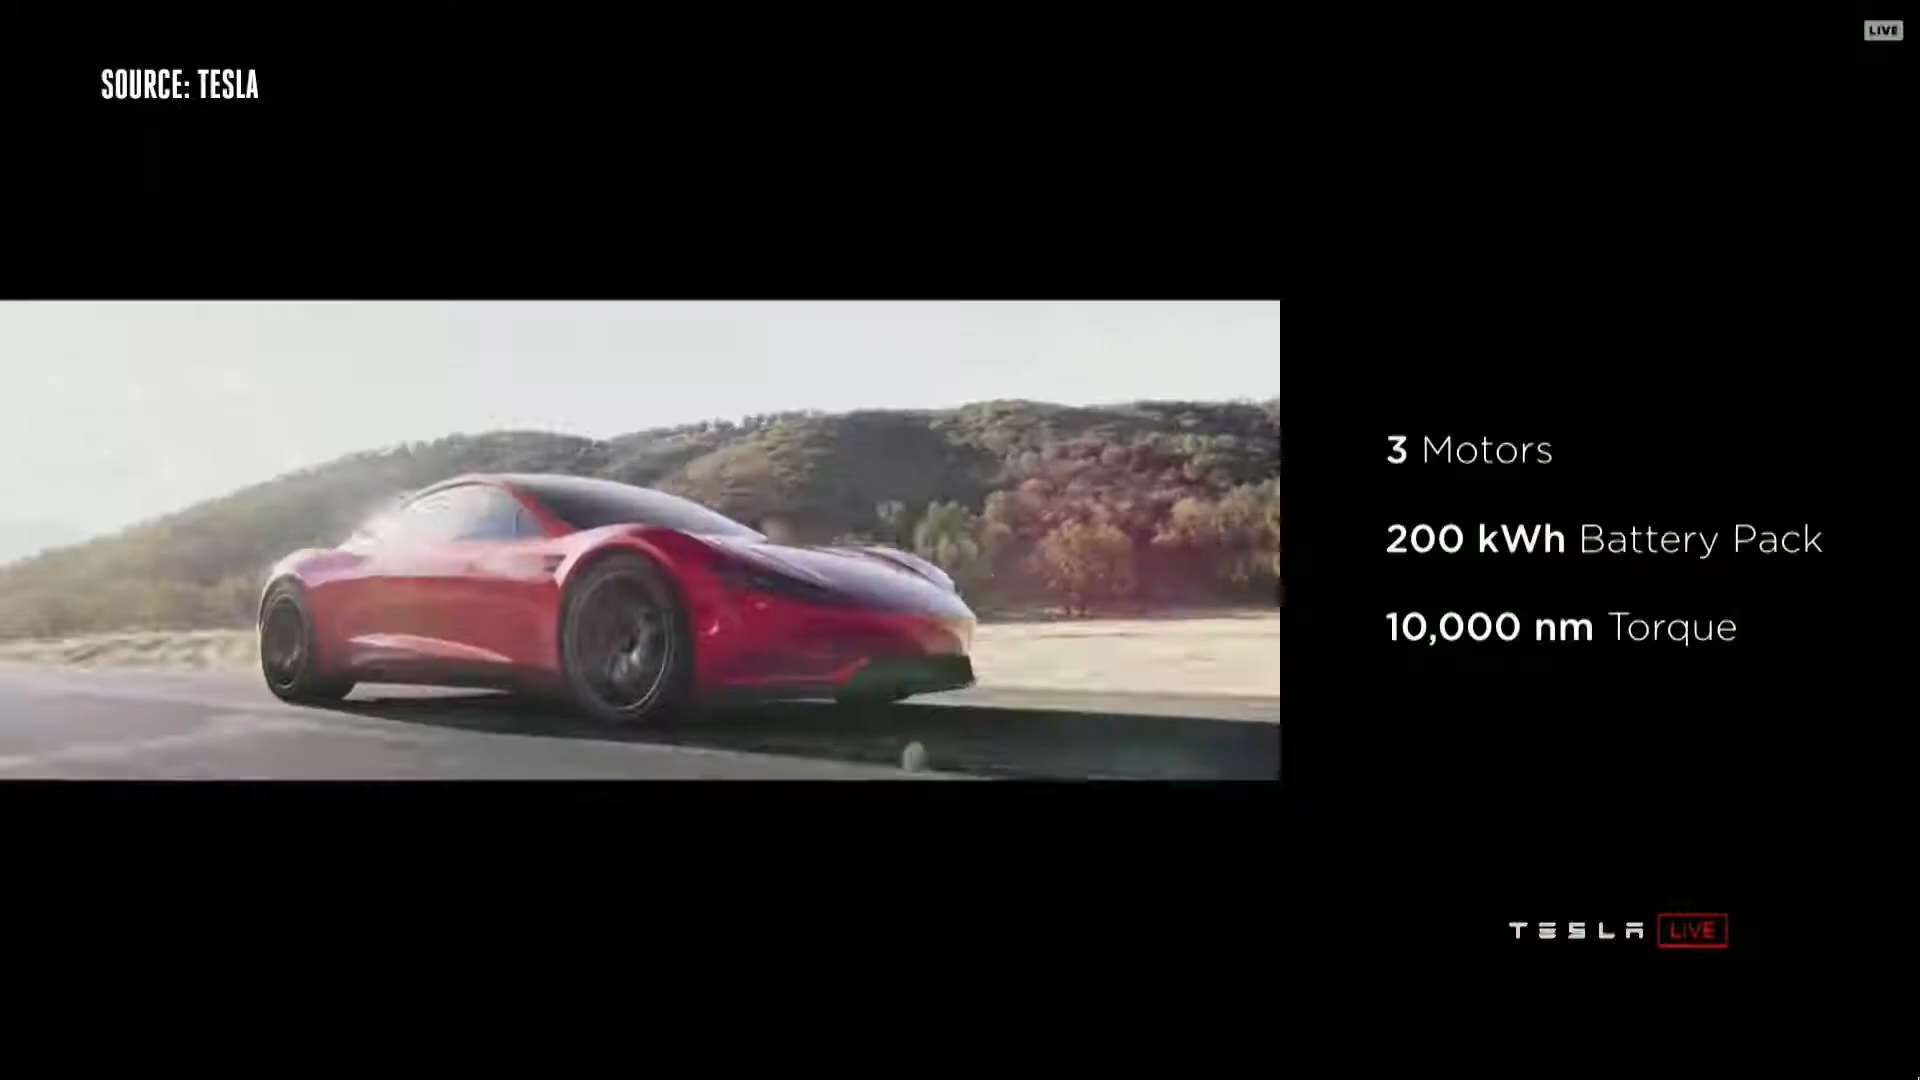 LIVE
SOURCE: TESLA
3 Motors
200 kWh Battery Pack
10,000 nm Torque
TESLA LIVE